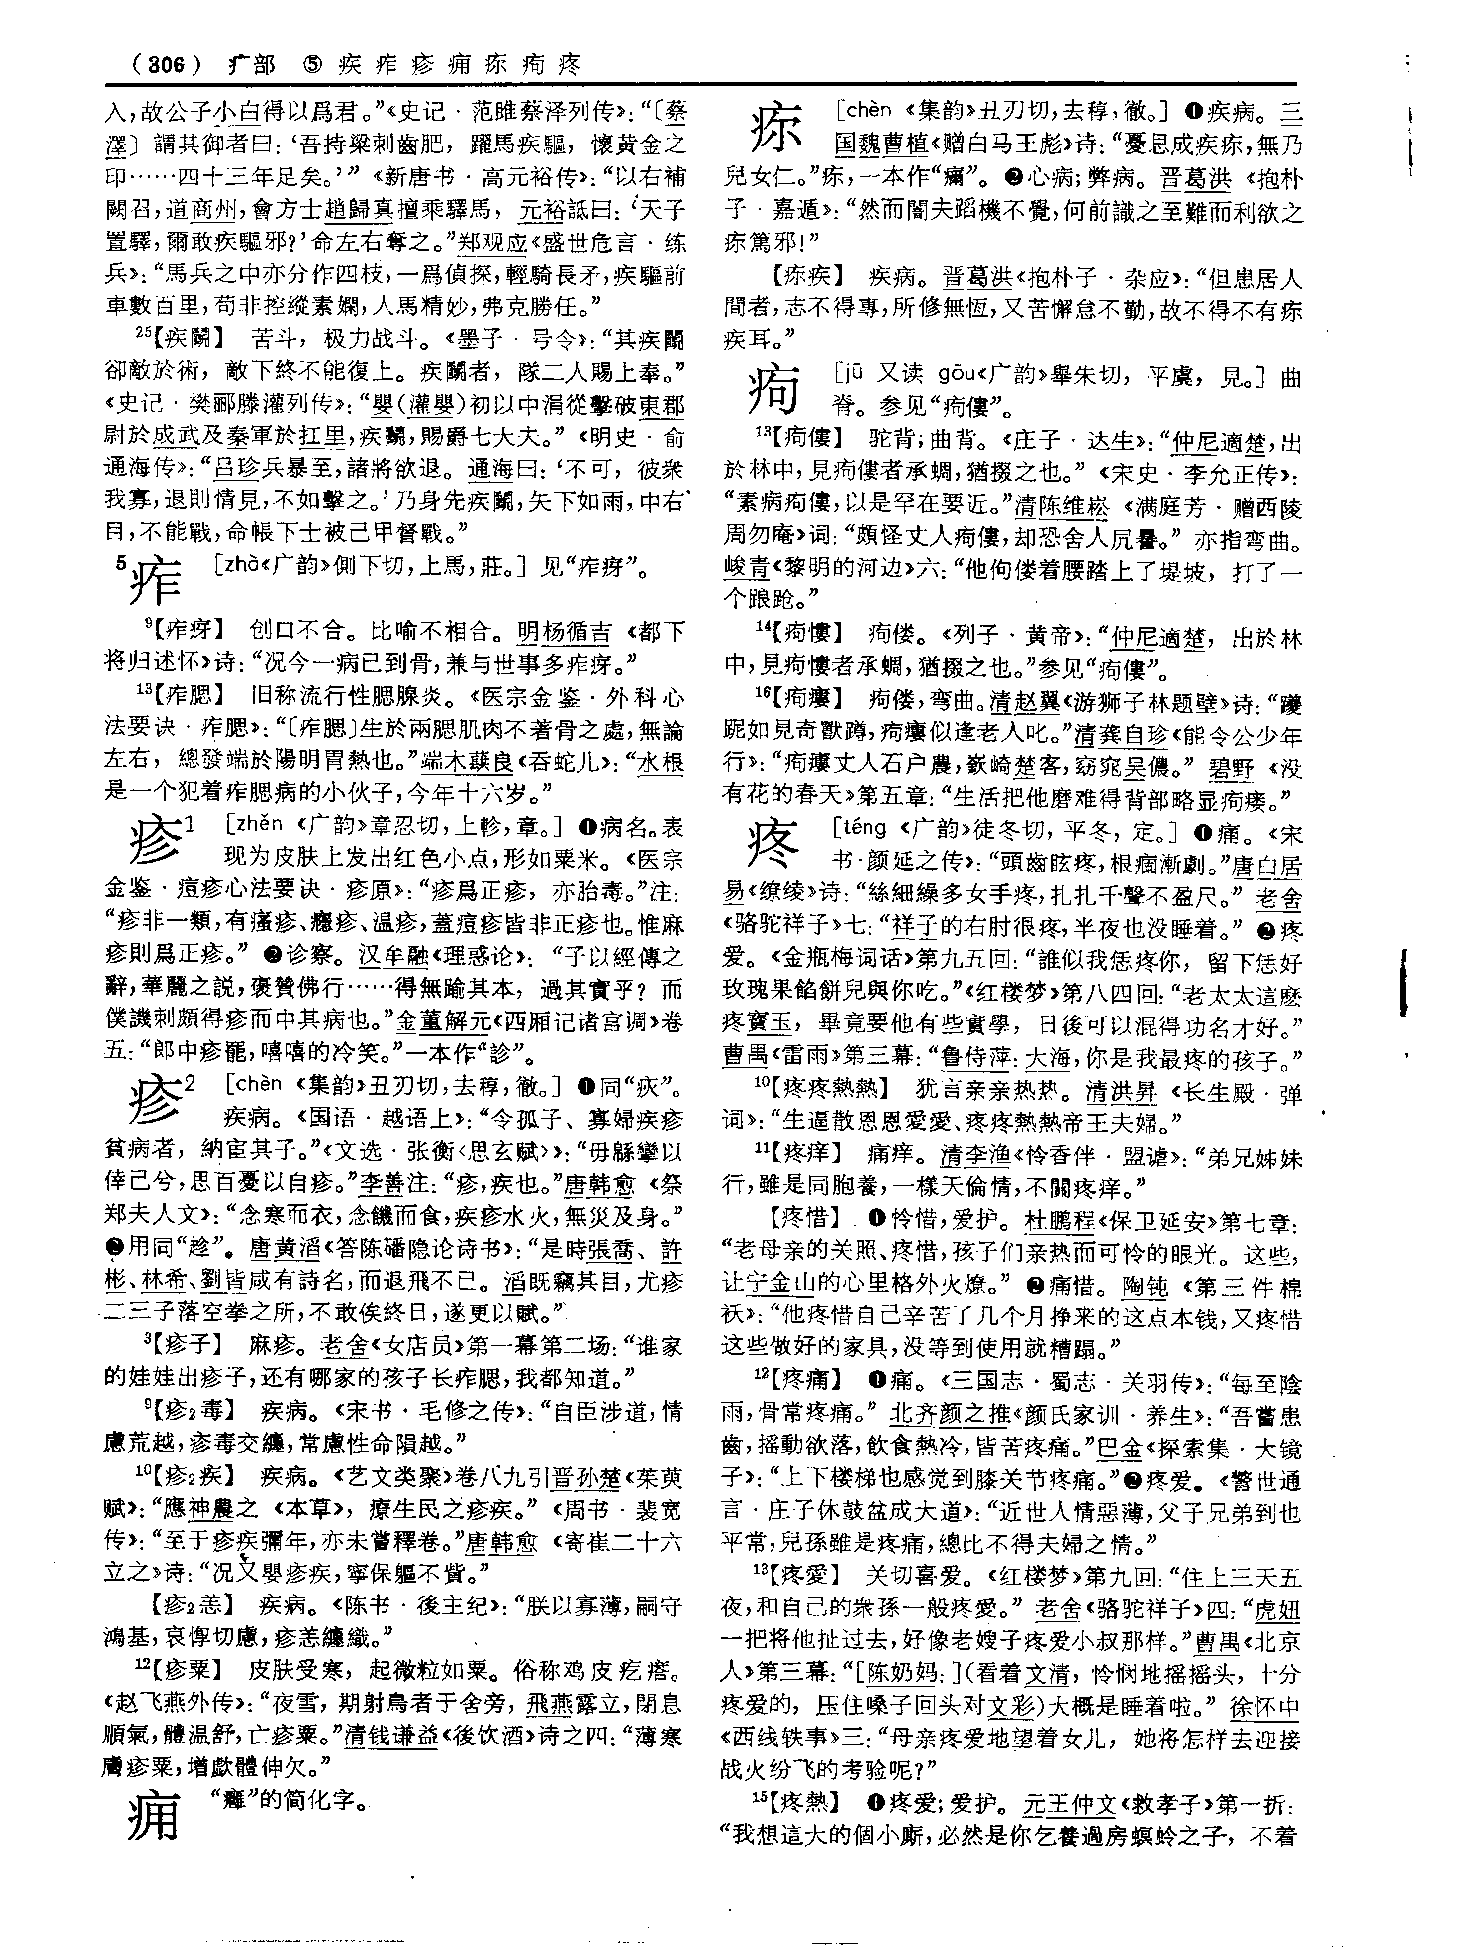 （306） 疒部 ⑤ 疾痄疹痈疢痀疼
入，故公子小白得以爲君。”《史记·范雎蔡泽列传》：“〔蔡
澤〕謂其御者曰：‘吾持粱刺齒肥，躍馬疾驅，懷黃金之
印……四十三年足矣。’”《新唐书·高元裕传》：“以右補
闕召，道商州，會方士趙歸真擅乘驛馬，元裕詆曰：‘天子
置驛，爾敢疾驅邪？’命左右奪之。”郑观应《盛世危言·练
兵》：“馬兵之中亦分作四枝，一爲偵探，輕騎長矛，疾驅前
車數百里，苟非控縱素嫻，人馬精妙，弗克勝任。”
25【疾鬭】 苦斗，极力战斗。《墨子·号令》：“其疾鬭
卻敵於術，敵下終不能復上。疾鬭者，隊二人賜上奉。”
《史记·樊郦滕灌列传》：“嬰（灌嬰）初以中涓從擊破東郡
尉於成武及秦軍於扛里，疾鬭，賜爵七大夫。”《明史·俞
通海传》：“吕珍兵暴至，諸將欲退。通海曰：‘不可，彼衆
我寡，退則情見，不如擊之。’乃身先疾鬭，矢下如雨，中右
目，不能戰，命帳下士被己甲督戰。”
5痄 ［zhà《广韵》側下切，上馬，莊。］见“痄疨”。
9【痄疨】 创口不合。比喻不相合。明杨循吉《都下
将归述怀》诗：“况今一病已到骨，兼与世事多痄疨。”
13【痄腮】 旧称流行性腮腺炎。《医宗金鉴·外科心
法要诀·痄腮》：“〔痄腮〕生於兩腮肌肉不著骨之處，無論
左右，總發端於陽明胃熱也。”端木蕻良《吞蛇儿》：“水根
是一个犯着痄腮病的小伙子，今年十六岁。”
疹1 ［zhěn《广韵》章忍切，上軫，章。］❶病名。表
现为皮肤上发出红色小点，形如粟米。《医宗
金鉴·痘疹心法要诀·疹原》：“疹爲正疹，亦胎毒。”注：
“疹非一類，有瘙疹、癮疹、温疹，蓋痘疹皆非正疹也。惟麻
疹則爲正疹。”❷诊察。汉牟融《理惑论》：“子以經傳之
辭，華麗之説，褒贊佛行……得無踰其本，過其實乎？而
僕譏刺頗得疹而中其病也。”金董解元《西厢记诸宫调》卷
五：“郎中疹罷，嘻嘻的冷笑。”一本作“診”。
疹2 ［chèn《集韵》丑刃切，去稕，徹。］❶同“疢”。
疾病。《国语·越语上》：“令孤子、寡婦疾疹
貧病者，納宦其子。”《文选·张衡〈思玄赋〉》：“毋緜攣以
倖己兮，思百憂以自疹。”李善注：“疹，疾也。”唐韩愈《祭
郑夫人文》：“念寒而衣，念饑而食，疾疹水火，無災及身。”
❷用同“趁”。唐黄滔《答陈磻隐论诗书》：“是時張喬、許
彬、林希、劉皆咸有詩名，而退飛不已。滔既竊其目，尤疹
二三子落空拳之所，不敢俟終日，遂更以賦。”
3【疹子】 麻疹。老舍《女店员》第一幕第二场：“谁家
的娃娃出疹子，还有哪家的孩子长痄腮，我都知道。”
9【疹2毒】 疾病。《宋书·毛修之传》：“自臣涉道，情
慮荒越，疹毒交纏，常慮性命隕越。”
10【疹2疾】 疾病。《艺文类聚》卷八九引晋孙楚《茱萸
赋》：“應神農之《本草》，療生民之疹疾。”《周书·裴宽
传》：“至于疹疾彌年，亦未嘗釋卷。”唐韩愈《寄崔二十六
立之》诗：“况又嬰疹疾，寧保軀不貲。”
【疹2恙】 疾病。《陈书·後主纪》：“朕以寡薄，嗣守
鴻基，哀惸切慮，疹恙纏織。”
12【疹粟】 皮肤受寒，起微粒如粟。俗称鸡皮疙瘩。
《赵飞燕外传》：“夜雪，期射鳥者于舍旁，飛燕露立，閉息
順氣，體温舒，亡疹粟。”清钱谦益《後饮酒》诗之四：“薄寒
膚疹粟，增歔體伸欠。”
痈 “癰”的简化字。
疢 ［chèn《集韵》丑刃切，去稕，徹。］❶疾病。三
国魏曹植《赠白马王彪》诗：“憂思成疾疢，無乃
兒女仁。”疢，一本作“㾕”。❷心病；弊病。晋葛洪《抱朴
子·嘉遁》：“然而闇夫蹈機不覺，何前識之至難而利欲之
疢篤邪！”
【疢疾】 疾病。晋葛洪《抱朴子·杂应》：“但患居人
間者，志不得專，所修無恆，又苦懈怠不勤，故不得不有疢
疾耳。”
痀 ［jū 又读 gōu《广韵》舉朱切，平虞，見。］曲
脊。参见“痀僂”。
13【痀僂】 驼背；曲背。《庄子·达生》：“仲尼適楚，出
於林中，見痀僂者承蜩，猶掇之也。”《宋史·李允正传》：
“素病痀僂，以是罕在要近。”清陈维崧《满庭芳·赠西陵
周勿庵》词：“頗怪丈人痀僂，却恐舍人尻䯨。”亦指弯曲。
峻青《黎明的河边》六：“他佝偻着腰踏上了堤坡，打了一
个踉跄。”
14【痀慺】 痀偻。《列子·黄帝》：“仲尼適楚，出於林
中，見痀慺者承蜩，猶掇之也。”参见“痀僂”。
16【痀瘻】 痀偻，弯曲。清赵翼《游狮子林题壁》诗：“躨
跜如見奇獸蹲，痀瘻似逢老人叱。”清龚自珍《能令公少年
行》：“痀瘻丈人石户農，嶔崎楚客，窈窕吴儂。”碧野《没
有花的春天》第五章：“生活把他磨难得背部略显痀瘘。”
疼 ［téng《广韵》徒冬切，平冬，定。］❶痛。《宋
书·颜延之传》：“頭齒眩疼，根痼漸劇。”唐白居
易《缭绫》诗：“絲細繰多女手疼，扎扎千聲不盈尺。”老舍
《骆驼祥子》七：“祥子的右肘很疼，半夜也没睡着。”❷疼
爱。《金瓶梅词话》第九五回：“誰似我恁疼你，留下恁好
玫瑰果餡餅兒與你吃。”《红楼梦》第八四回：“老太太這麽
疼寶玉，畢竟要他有些實學，日後可以混得功名才好。”
曹禺《雷雨》第三幕：“鲁侍萍：大海，你是我最疼的孩子。”
10【疼疼熱熱】 犹言亲亲热热。清洪昇《长生殿·弹
词》：“生逼散恩恩愛愛、疼疼熱熱帝王夫婦。”
11【疼痒】 痛痒。清李渔《怜香伴·盟谑》：“弟兄姊妹
行，雖是同胞養，一樣天倫情，不關疼痒。”
【疼惜】 ❶怜惜，爱护。杜鹏程《保卫延安》第七章：
“老母亲的关照、疼惜，孩子们亲热而可怜的眼光。这些，
让宁金山的心里格外火燎。”❷痛惜。陶钝《第三件棉
袄》：“他疼惜自己辛苦了几个月挣来的这点本钱，又疼惜
这些做好的家具，没等到使用就糟蹋。”
12【疼痛】 ❶痛。《三国志·蜀志·关羽传》：“每至陰
雨，骨常疼痛。”北齐颜之推《颜氏家训·养生》：“吾嘗患
齒，摇動欲落，飲食熱冷，皆苦疼痛。”巴金《探索集·大镜
子》：“上下楼梯也感觉到膝关节疼痛。”❷疼爱。《警世通
言·庄子休鼓盆成大道》：“近世人情惡薄，父子兄弟到也
平常，兒孫雖是疼痛，總比不得夫婦之情。”
13【疼愛】 关切喜爱。《红楼梦》第九回：“住上三天五
夜，和自己的衆孫一般疼愛。”老舍《骆驼祥子》四：“虎妞
一把将他扯过去，好像老嫂子疼爱小叔那样。”曹禺《北京
人》第三幕：“［陈奶妈：］（看着文清，怜悯地摇摇头，十分
疼爱的，压住嗓子回头对文彩）大概是睡着啦。”徐怀中
《西线轶事》三：“母亲疼爱地望着女儿，她将怎样去迎接
战火纷飞的考验呢？”
15【疼熱】 ❶疼爱；爱护。元王仲文《救孝子》第一折：
“我想這大的個小廝，必然是你乞養過房螟蛉之子，不着